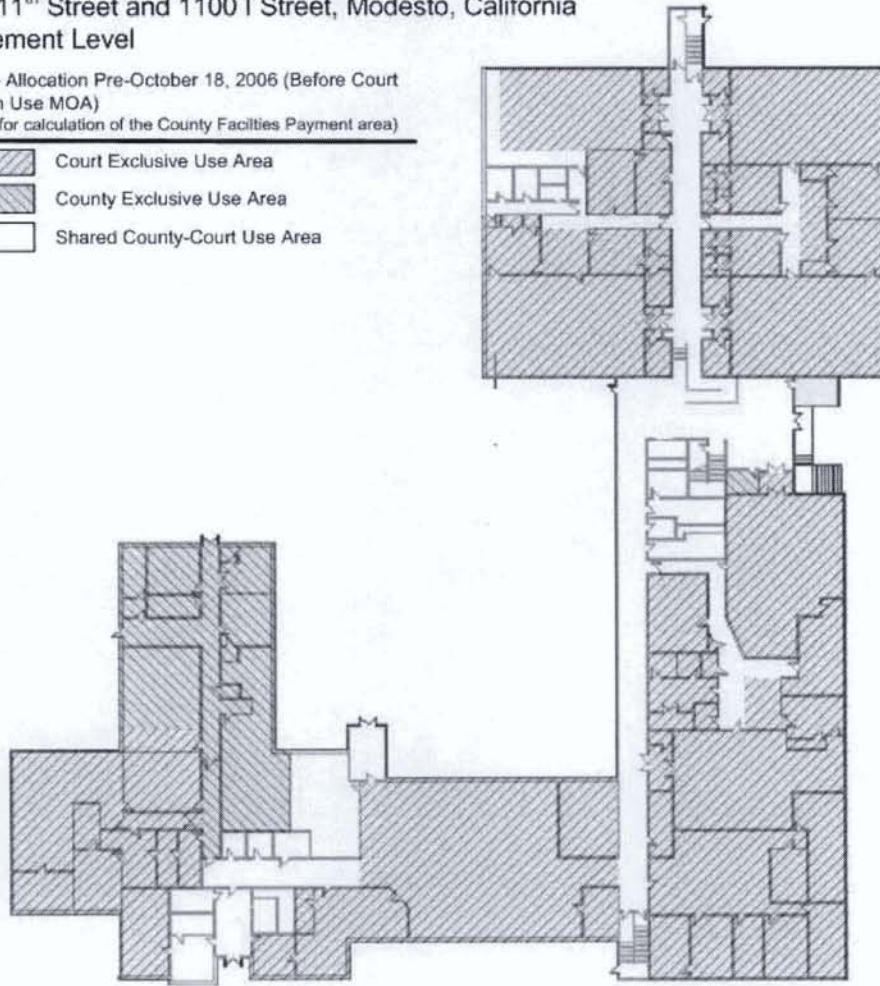 11th Street and 1100 I Street, Modesto, California
ement Level
Allocation Pre-October 18, 2006 (Before Court
n Use MOA)
for calculation of the County Facilties Payment area)
Court Exclusive Use Area
County Exclusive Use Area
Shared County-Court Use Area